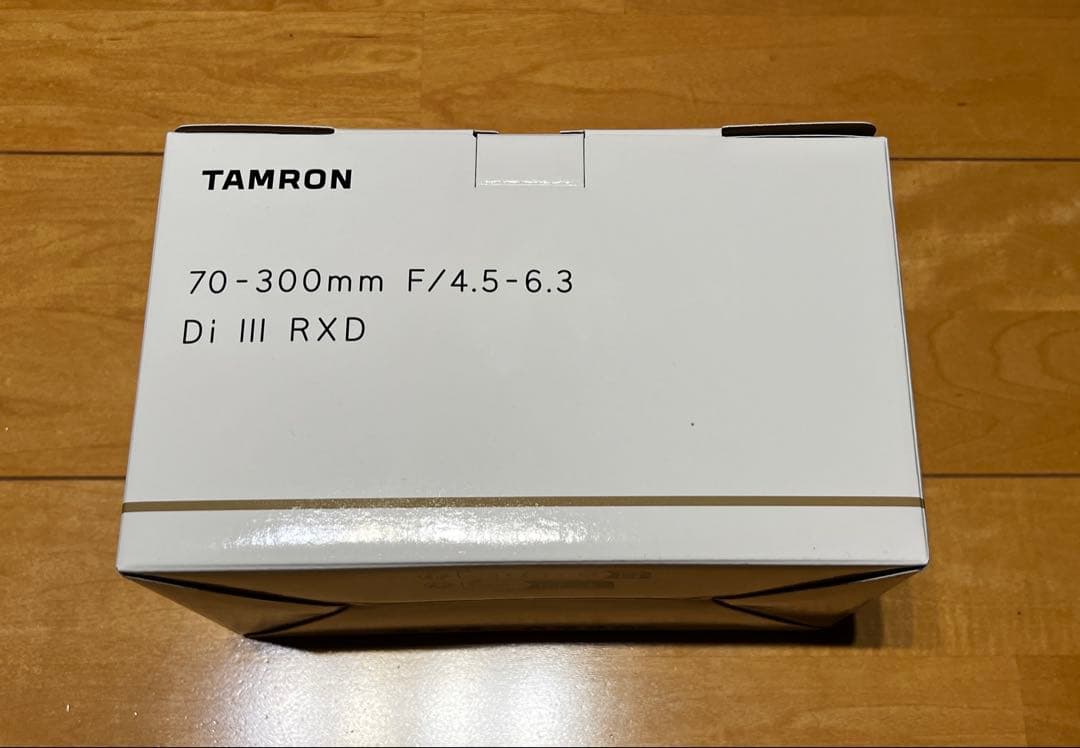 TAMRON
70-300mm F/4.5-6.3
Di III RXD